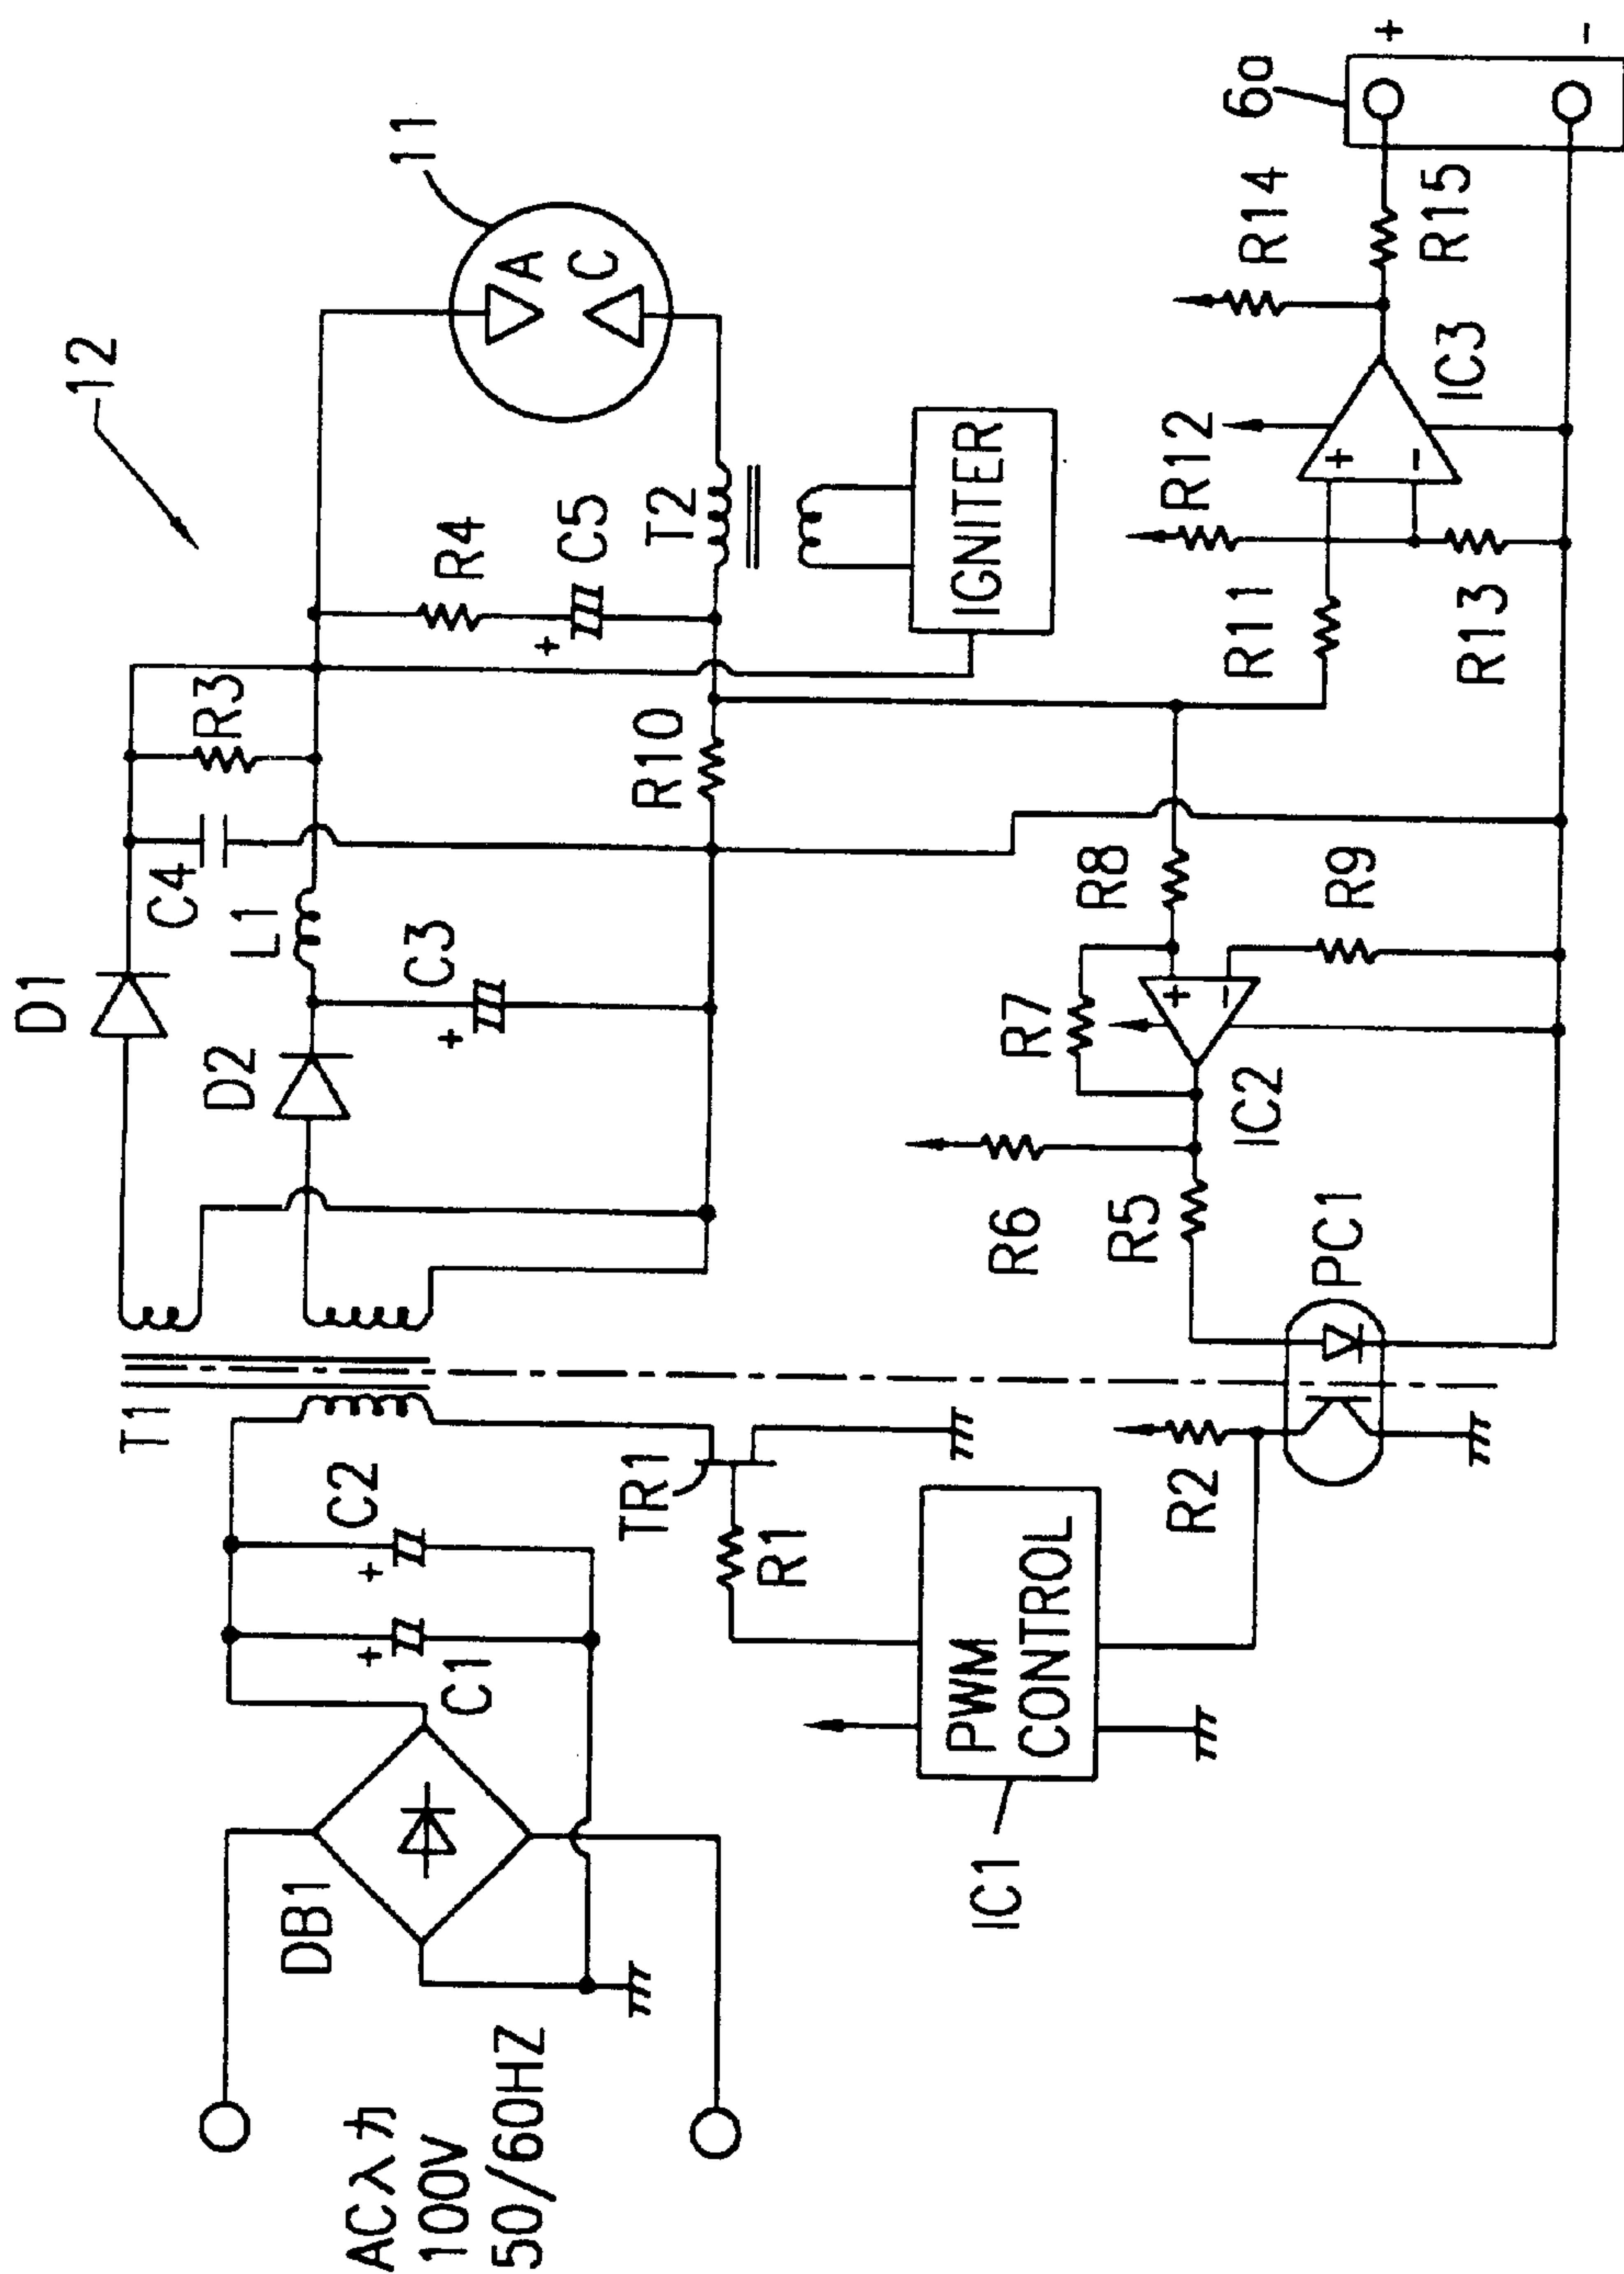 12
11
D1
C4
R3
D2
L1
C3
R4
C5
T2
A
C
R10
IGNITER
T1
C2
C1
DB1
AC入力
100V
50/60HZ
TR1
R1
PWM
CONTROL
IC1
R2
PC1
R6
R5
R7
+
-
IC2
R8
R9
R11
R12
R13
+
-
IC3
R14
R15
6a
+
-
+
+
+
+